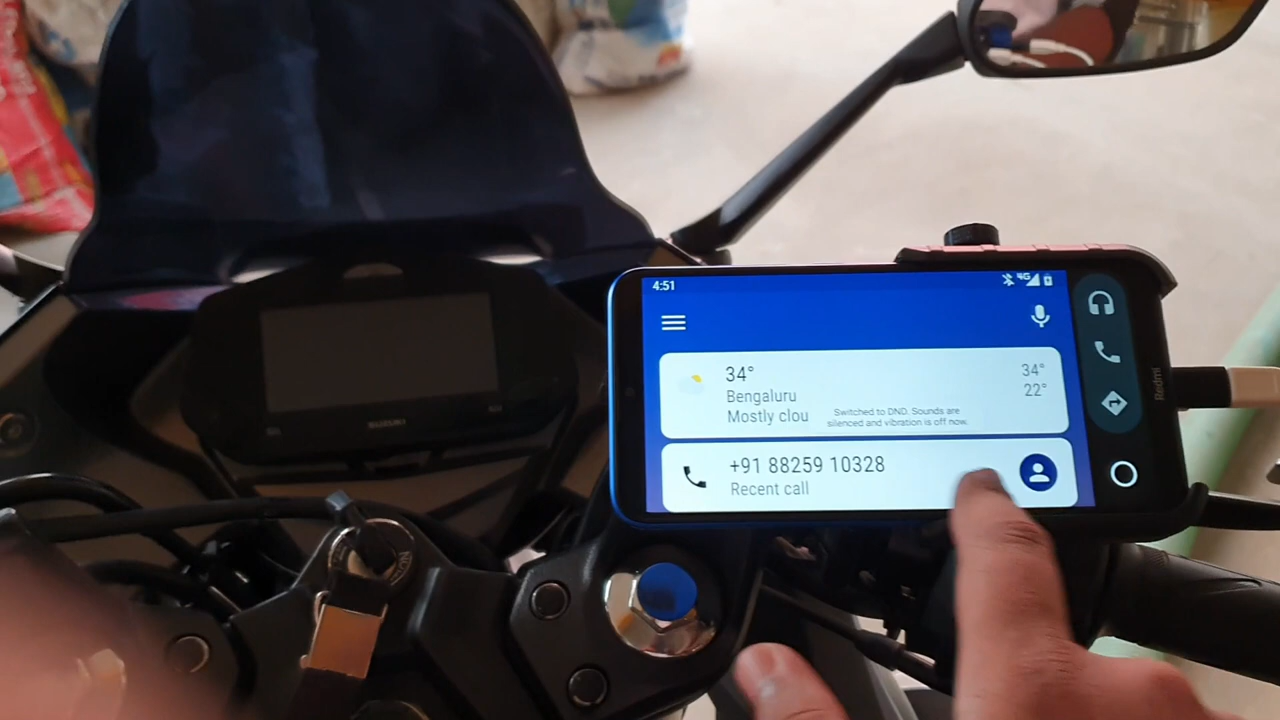 4:51
4G
34°
34°
Bengaluru
22°
Mostly clou
Switched to DND. Sounds are
silenced and vibration is off now.
+91 88259 10328
Recent call
Redmi
SUZUKI